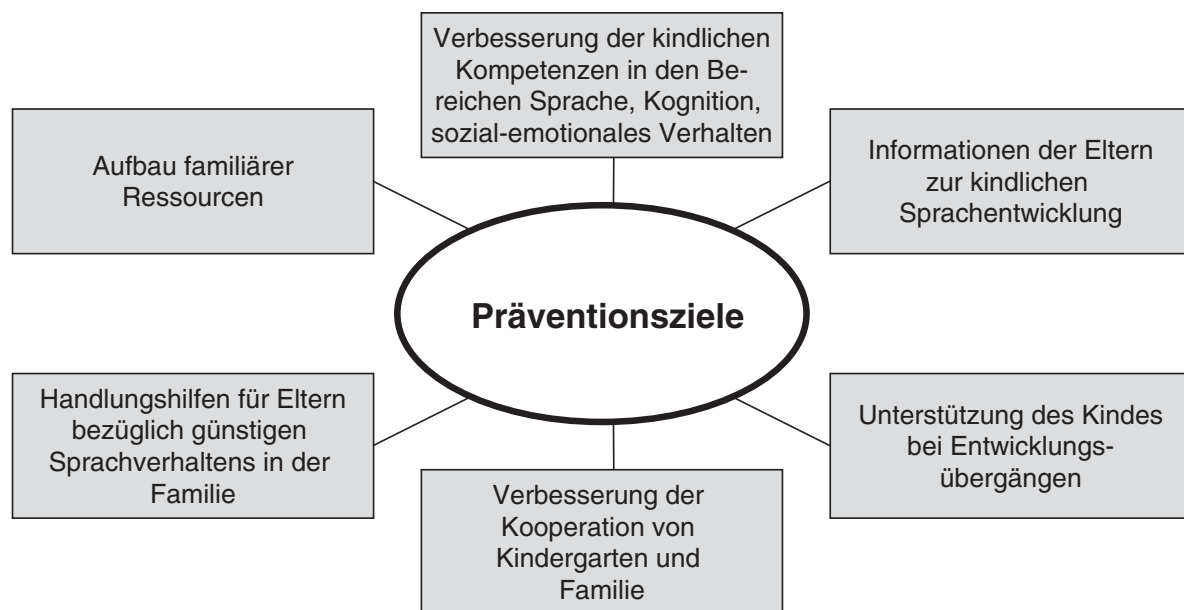 Verbesserung der kindlichen
Kompetenzen in den Be-
reichen Sprache, Kognition,
sozial-emotionales Verhalten
Aufbau familiärer
Ressourcen
Informationen der Eltern
zur kindlichen
Sprachentwicklung
Präventionsziele
Handlungshilfen für Eltern
bezüglich günstigen
Sprachverhaltens in der
Familie
Unterstützung des Kindes
bei Entwicklungs-
übergängen
Verbesserung der
Kooperation von
Kindergarten und
Familie